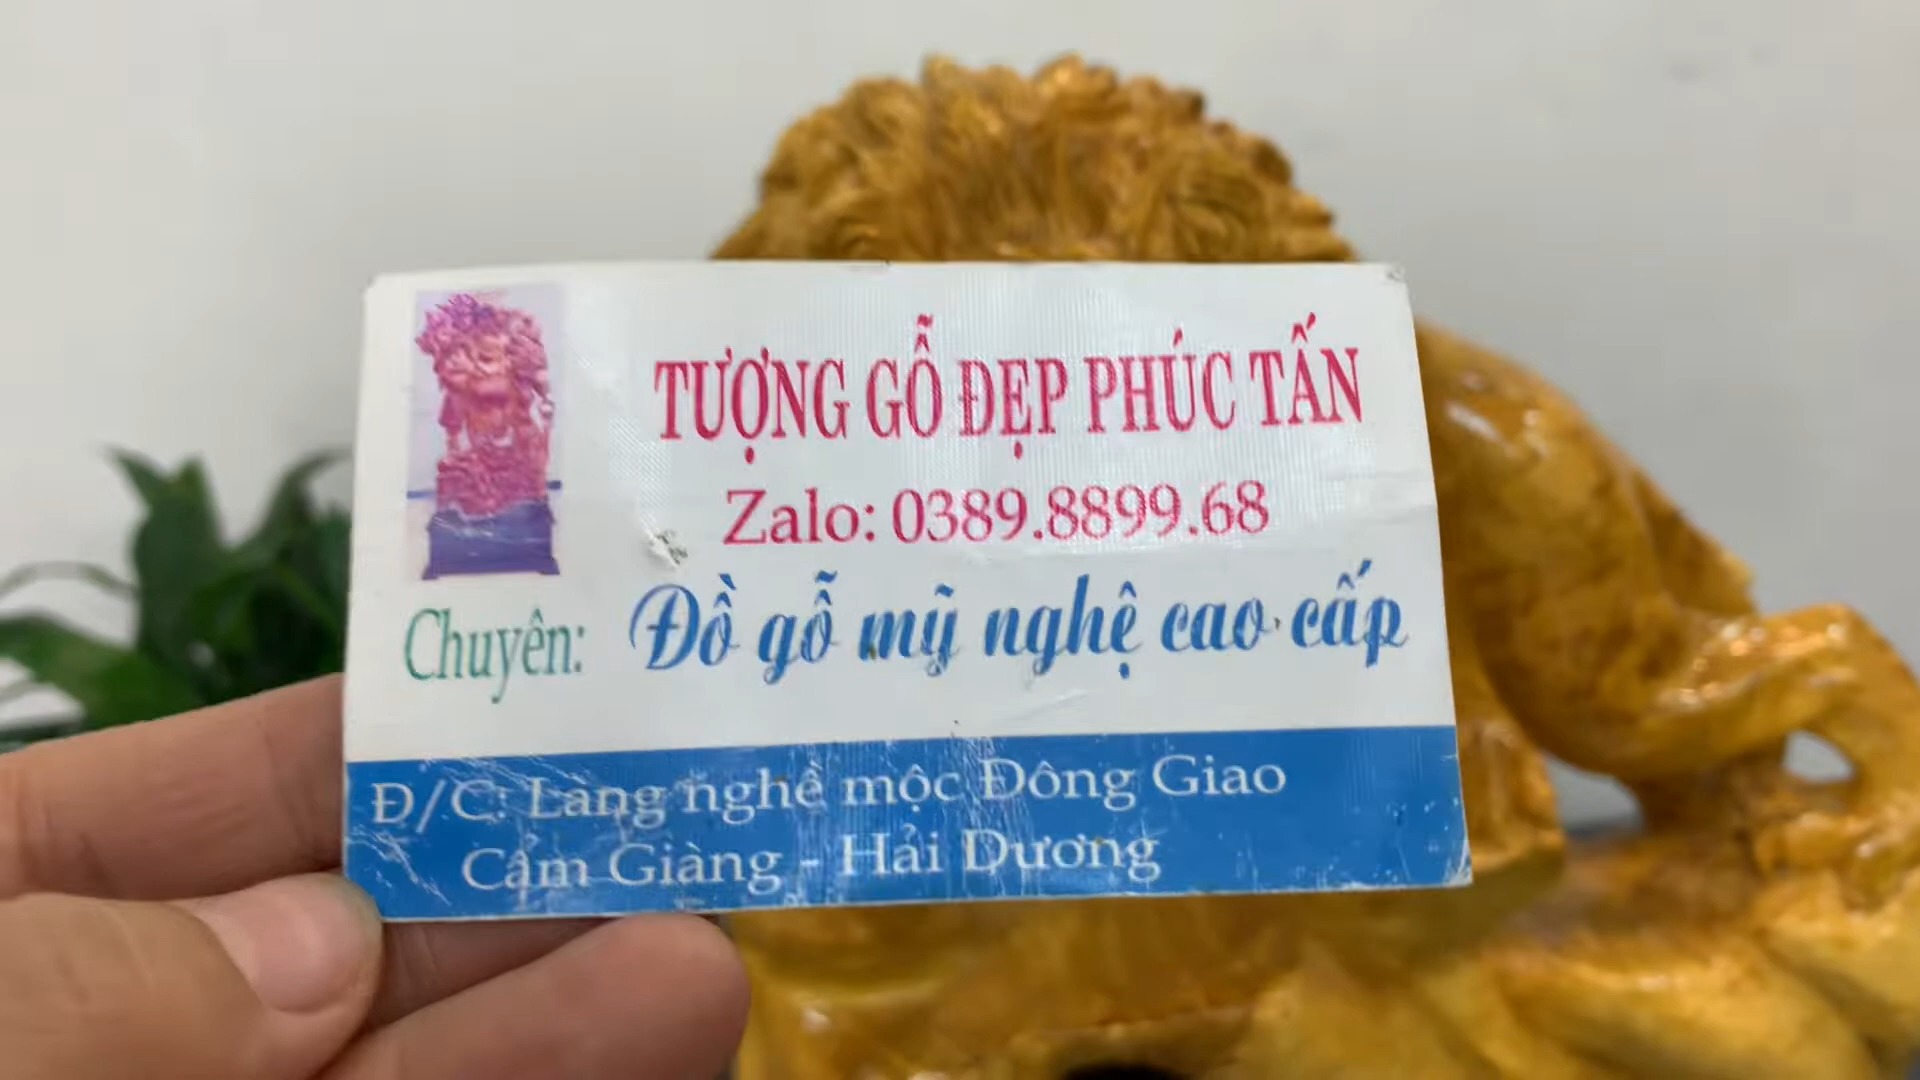 TƯỢNG GỖ ĐẸP PHÚC TẤN
Zalo: 0389.8899.68
Chuyên: Đồ gỗ mỹ nghệ cao cấp
Đ/C: Làng nghề mộc Đông Giao
Cẩm Giàng - Hải Dương